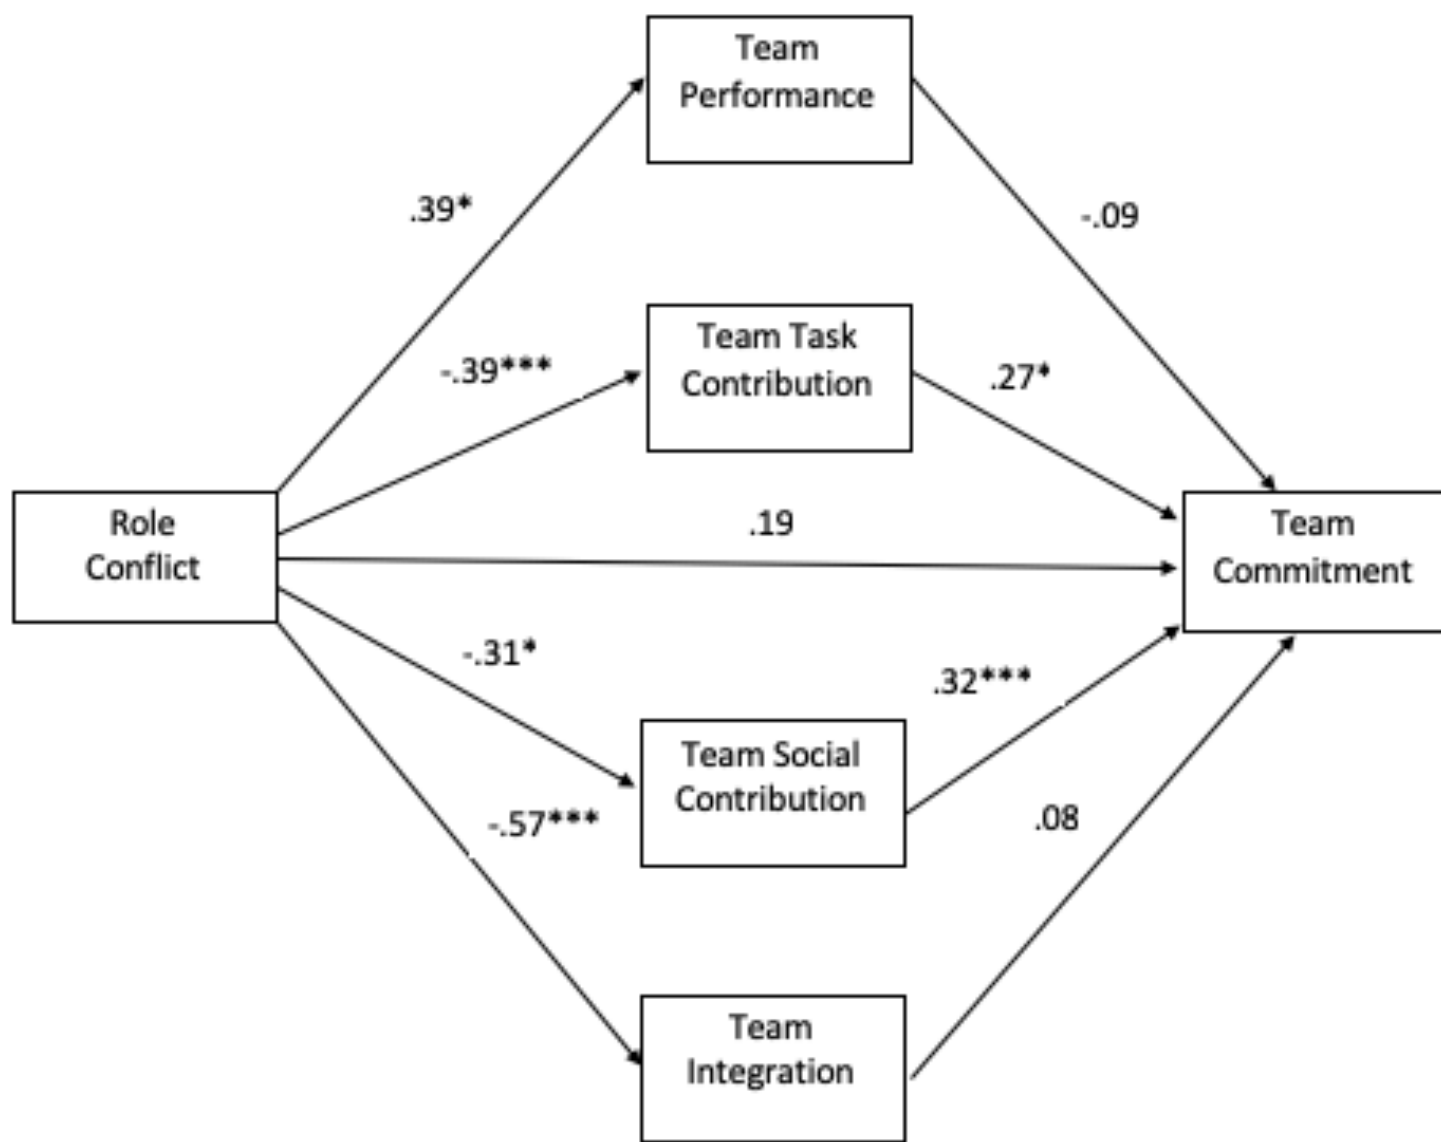 Team
Performance
.39*
-.09
Team Task
Contribution
-.39***
.27*
Role
Conflict
.19
Team
Commitment
-.31*
.32***
Team Social
Contribution
-.57***
.08
Team
Integration